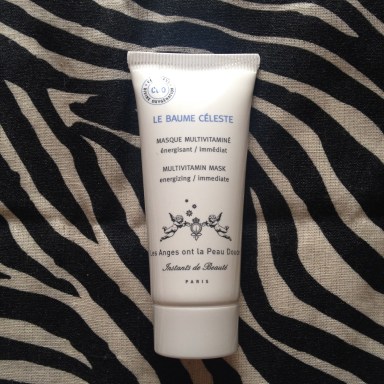 LE BAUME CÉLESTE
MASQUE MULTIVITAMINÉ
énergisant / immédiat
MULTIVITAMIN MASK
energizing / immediate
Les Anges ont la Peau Douce
Instants de Beauté
PARIS